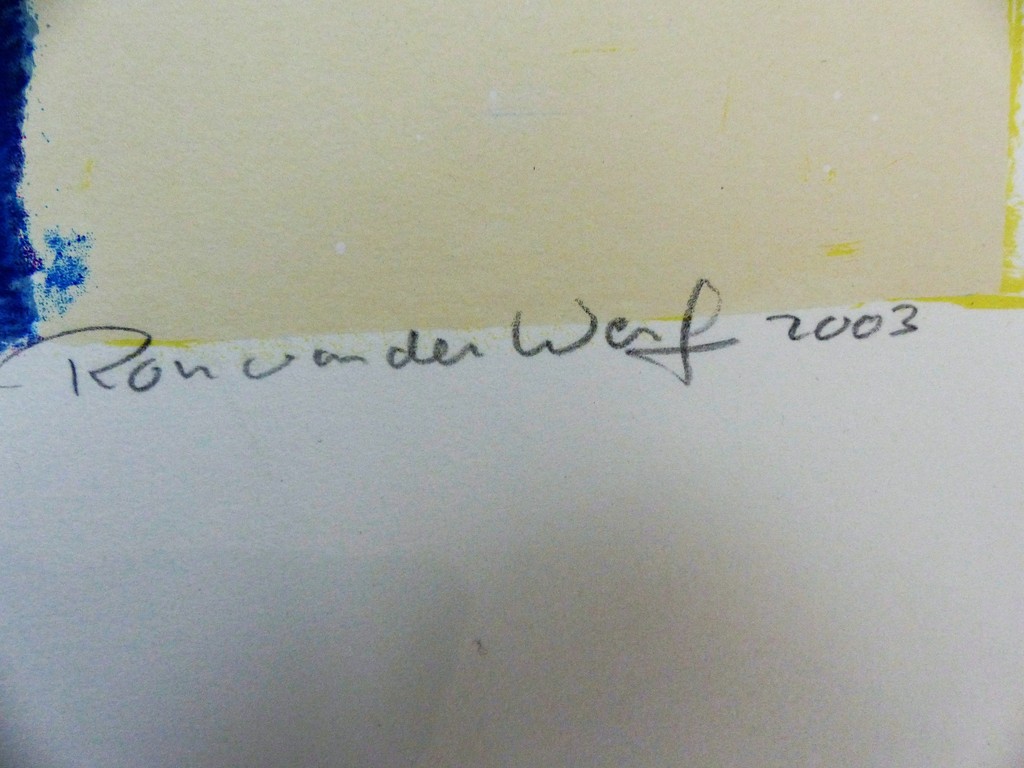 Ron van der Werf 2003